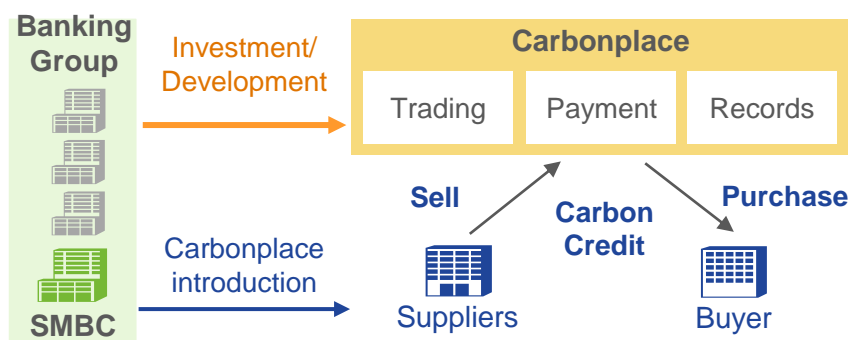 Banking
Group
SMBC
Investment/
Development
Carbonplace
introduction
Carbonplace
Trading
Payment
Records
Sell
Carbon
Credit
Purchase
Suppliers
Buyer